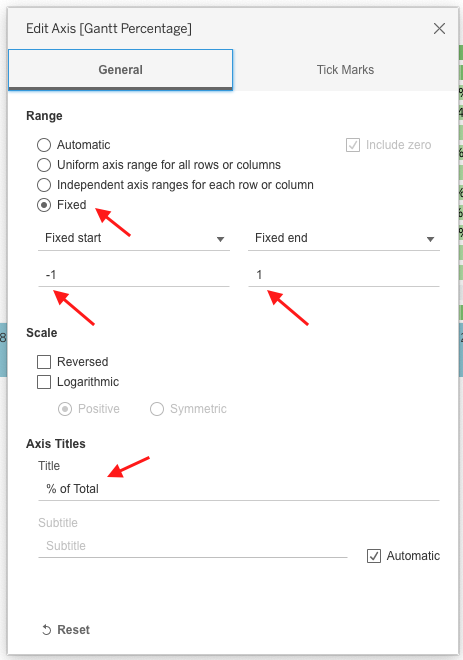 Edit Axis [Gantt Percentage]
General Tick Marks
Range
Automatic Include zero
Uniform axis range for all rows or columns
Independent axis ranges for each row or column
Fixed
Fixed start Fixed end
-1 1
Scale
Reversed
Logarithmic
Positive Symmetric
Axis Titles
Title
% of Total
Subtitle
Subtitle Automatic
Reset